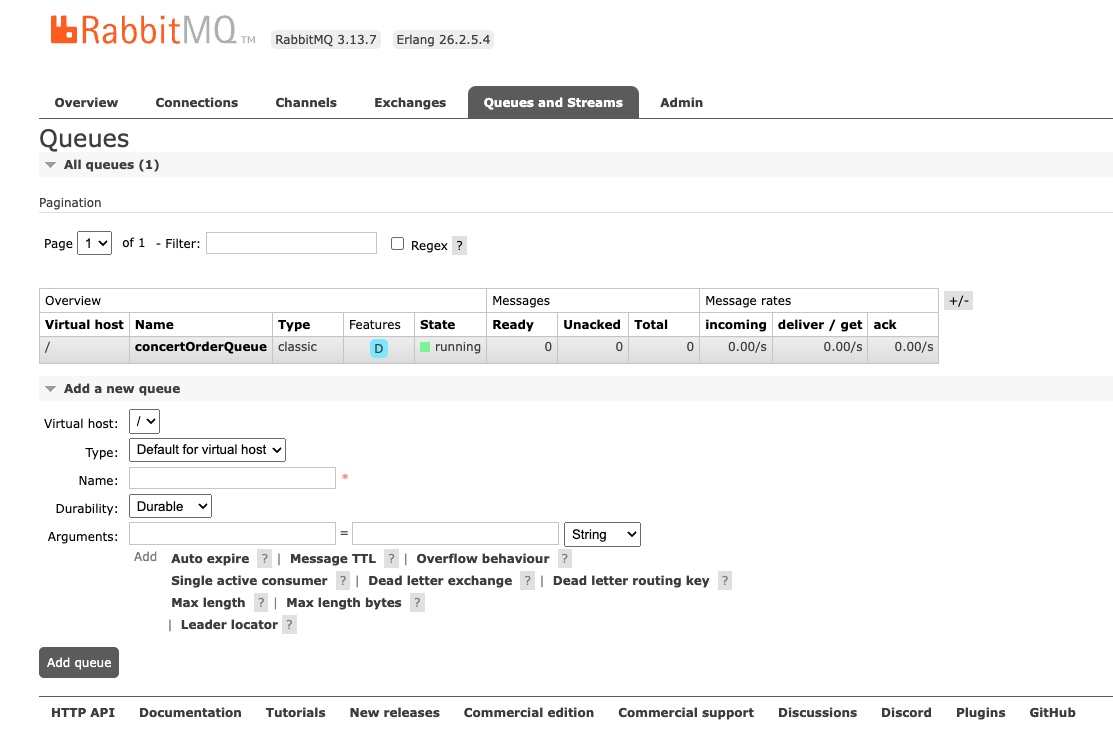 RabbitMQ TM RabbitMQ 3.13.7 Erlang 26.2.5.4
Overview Connections Channels Exchanges Queues and Streams Admin
Queues
All queues (1)
Pagination
Page 1 of 1 - Filter: Regex ?
Overview Messages Message rates +/-
Virtual host Name Type Features State Ready Unacked Total incoming deliver / get ack
/ concertOrderQueue classic D running 0 0 0 0.00/s 0.00/s 0.00/s
Add a new queue
Virtual host: /
Type: Default for virtual host
Name: *
Durability: Durable
Arguments: = String
Add Auto expire ? | Message TTL ? | Overflow behaviour ?
Single active consumer ? | Dead letter exchange ? | Dead letter routing key ?
Max length ? | Max length bytes ?
| Leader locator ?
Add queue
HTTP API Documentation Tutorials New releases Commercial edition Commercial support Discussions Discord Plugins GitHub